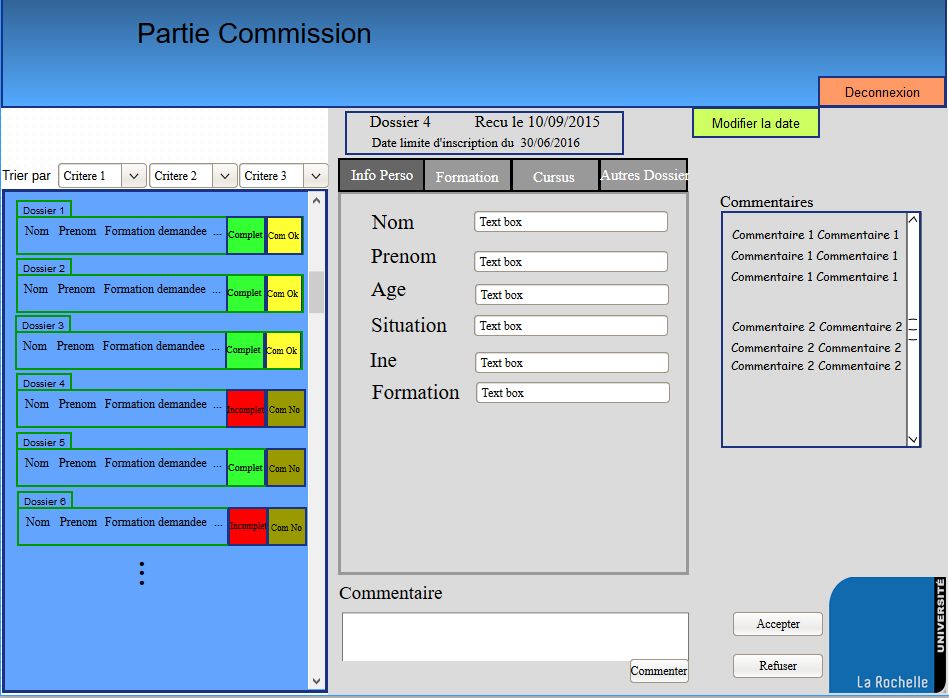 Partie Commission
Deconnexion
Dossier 4 Recu le 10/09/2015
Date limite d'inscription du 30/06/2016
Modifier la date
Trier par Critere 1 Critere 2 Critere 3
Info Perso Formation Cursus Autres Dossier
Dossier 1
Nom Prenom Formation demandee ... Complet Com Ok
Dossier 2
Nom Prenom Formation demandee ... Complet Com Ok
Dossier 3
Nom Prenom Formation demandee ... Complet Com Ok
Dossier 4
Nom Prenom Formation demandee ... Incomplet Com No
Dossier 5
Nom Prenom Formation demandee ... Complet Com No
Dossier 6
Nom Prenom Formation demandee ... Incomplet Com No
Nom Text box
Prenom Text box
Age Text box
Situation Text box
Ine Text box
Formation Text box
Commentaires
Commentaire 1 Commentaire 1
Commentaire 1 Commentaire 1
Commentaire 1 Commentaire 1
Commentaire 2 Commentaire 2
Commentaire 2 Commentaire 2
Commentaire 2 Commentaire 2
Commentaire
Commenter
Accepter
Refuser
UNIVERSITÉ
La Rochelle